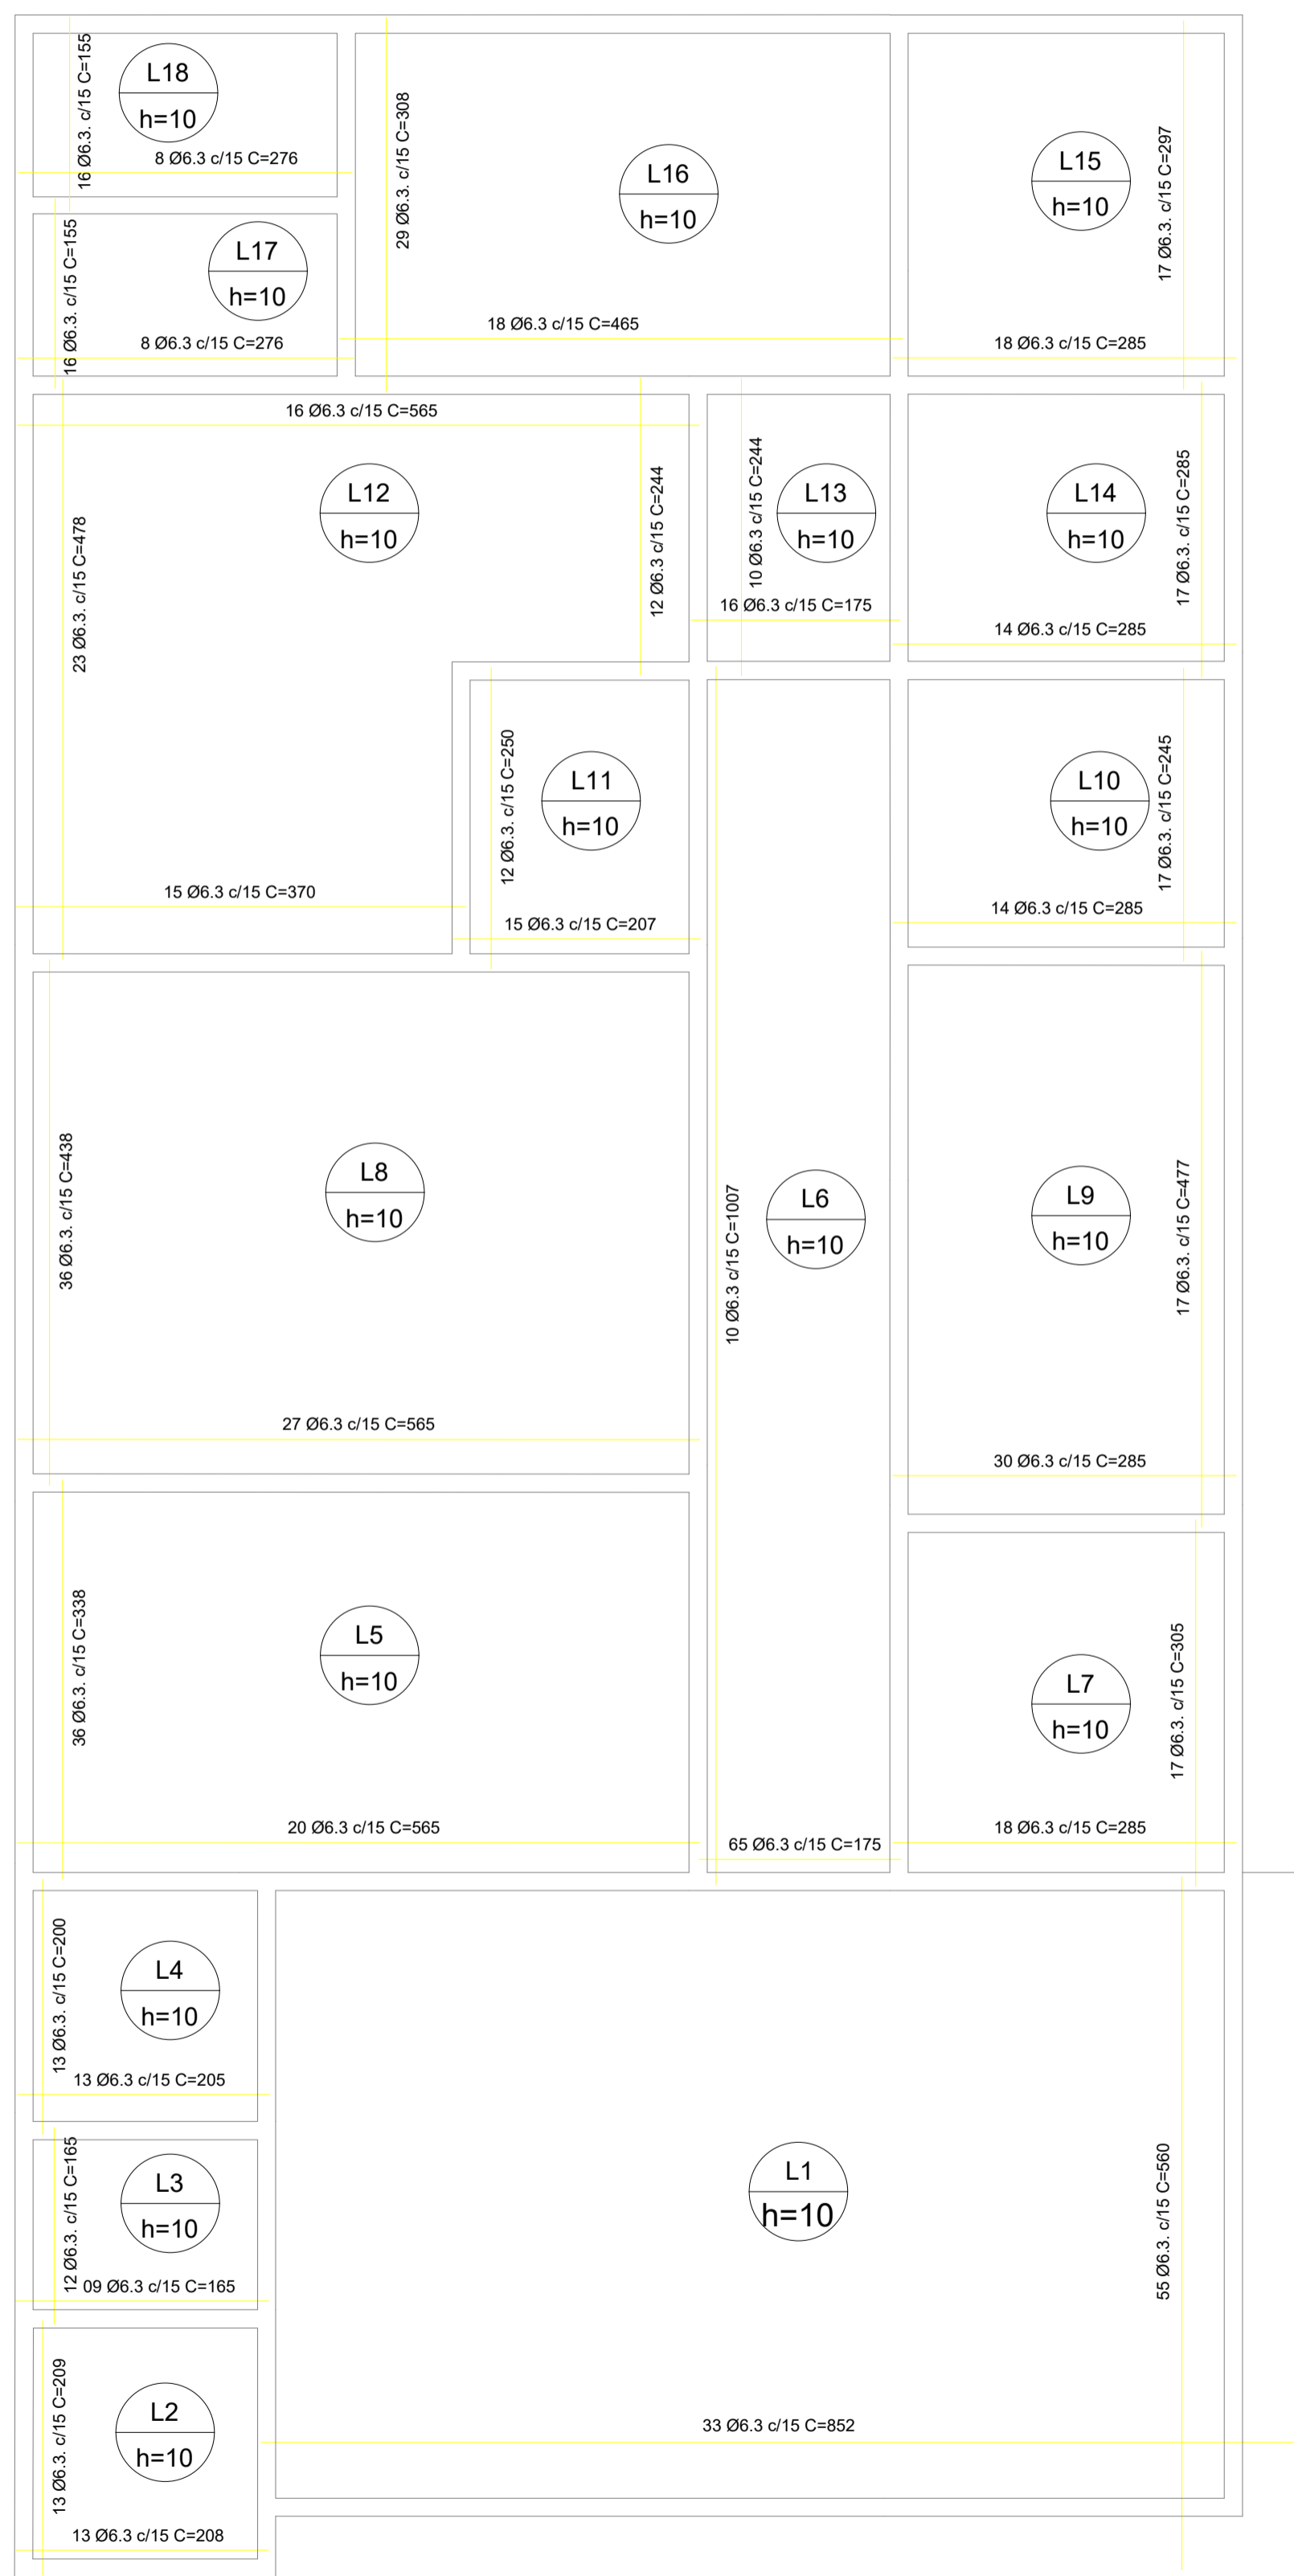 L18
h=10
16 Ø6.3. c/15 C=155
8 Ø6.3 c/15 C=276
L17
h=10
16 Ø6.3. c/15 C=155
8 Ø6.3 c/15 C=276
29 Ø6.3. c/15 C=308
L16
h=10
18 Ø6.3 c/15 C=465
L15
h=10
17 Ø6.3. c/15 C=297
18 Ø6.3 c/15 C=285
16 Ø6.3 c/15 C=565
L12
h=10
23 Ø6.3. c/15 C=478
12 Ø6.3 c/15 C=244
15 Ø6.3 c/15 C=370
10 Ø6.3 c/15 C=244
L13
h=10
16 Ø6.3 c/15 C=175
L14
h=10
17 Ø6.3. c/15 C=285
14 Ø6.3 c/15 C=285
12 Ø6.3. c/15 C=250
L11
h=10
15 Ø6.3 c/15 C=207
L10
h=10
17 Ø6.3. c/15 C=245
14 Ø6.3 c/15 C=285
36 Ø6.3. c/15 C=438
L8
h=10
27 Ø6.3 c/15 C=565
10 Ø6.3 c/15 C=1007
L6
h=10
65 Ø6.3 c/15 C=175
L9
h=10
17 Ø6.3. c/15 C=477
30 Ø6.3 c/15 C=285
36 Ø6.3. c/15 C=338
L5
h=10
20 Ø6.3 c/15 C=565
L7
h=10
17 Ø6.3. c/15 C=305
18 Ø6.3 c/15 C=285
13 Ø6.3. c/15 C=200
L4
h=10
13 Ø6.3 c/15 C=205
12 Ø6.3. c/15 C=165
L3
h=10
09 Ø6.3 c/15 C=165
L1
h=10
55 Ø6.3. c/15 C=560
33 Ø6.3 c/15 C=852
13 Ø6.3. c/15 C=209
L2
h=10
13 Ø6.3 c/15 C=208